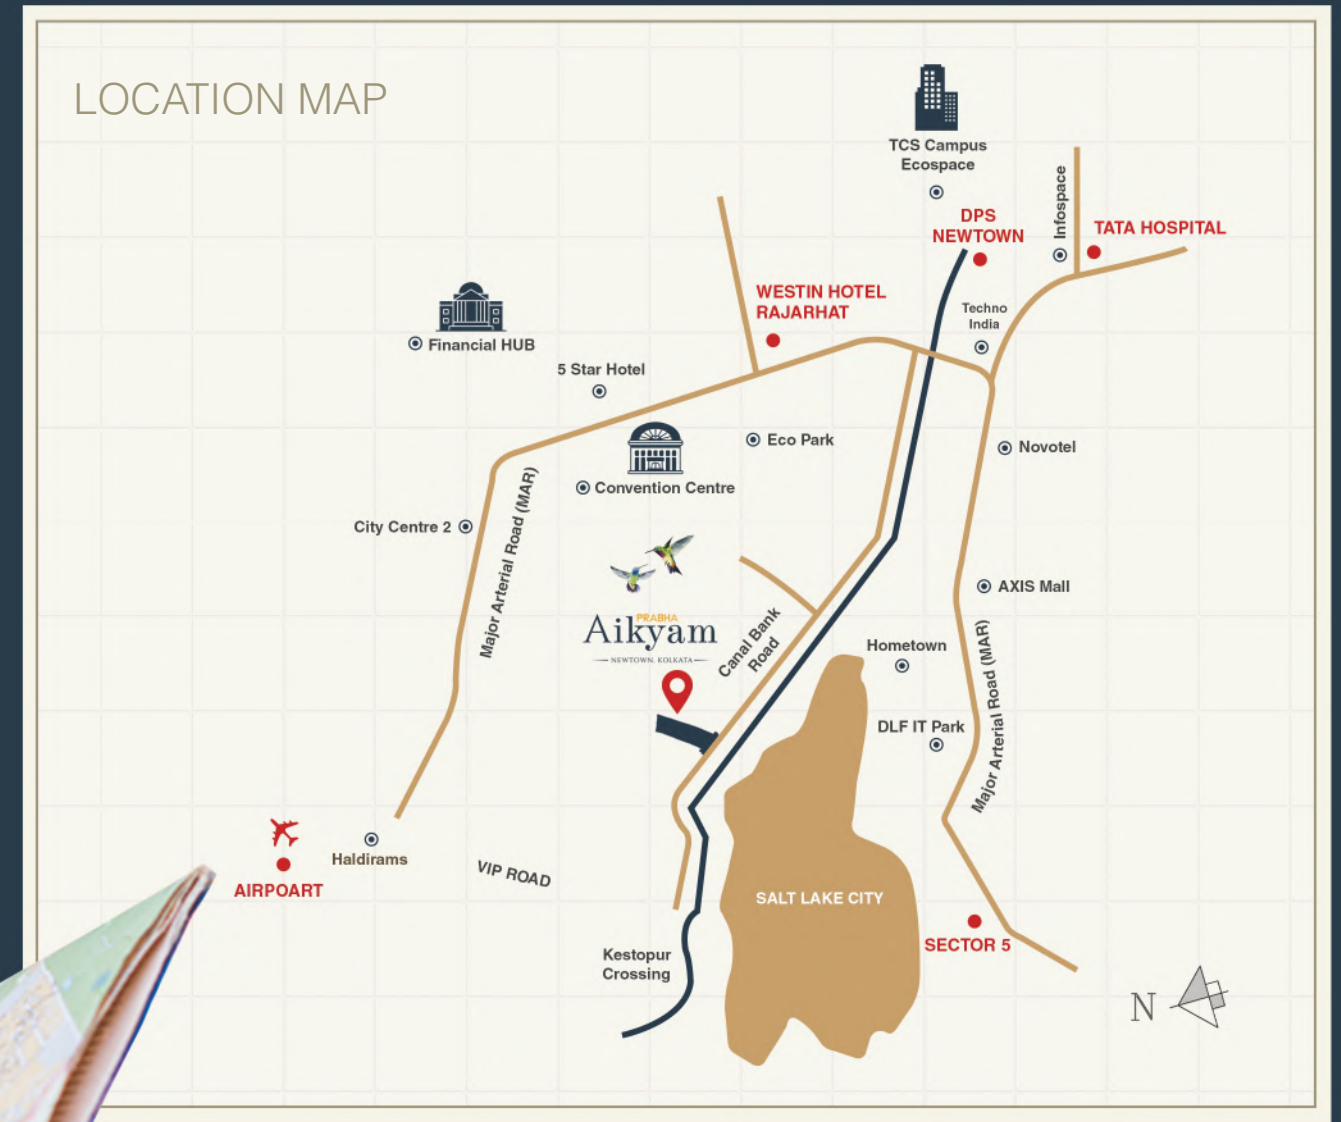 LOCATION MAP
TCS Campus
Ecospace
DPS
NEWTOWN
Infospace
TATA HOSPITAL
WESTIN HOTEL
RAJARHAT
Techno
India
Financial HUB
5 Star Hotel
Eco Park
Novotel
Convention Centre
City Centre 2
Major Arterial Road (MAR)
AXIS Mall
PRABHA
Aikyam
NEWTOWN, KOLKATA
Canal Bank
Road
Hometown
Major Arterial Road (MAR)
DLF IT Park
Haldirams
AIRPOART
VIP ROAD
SALT LAKE CITY
SECTOR 5
Kestopur
Crossing
N